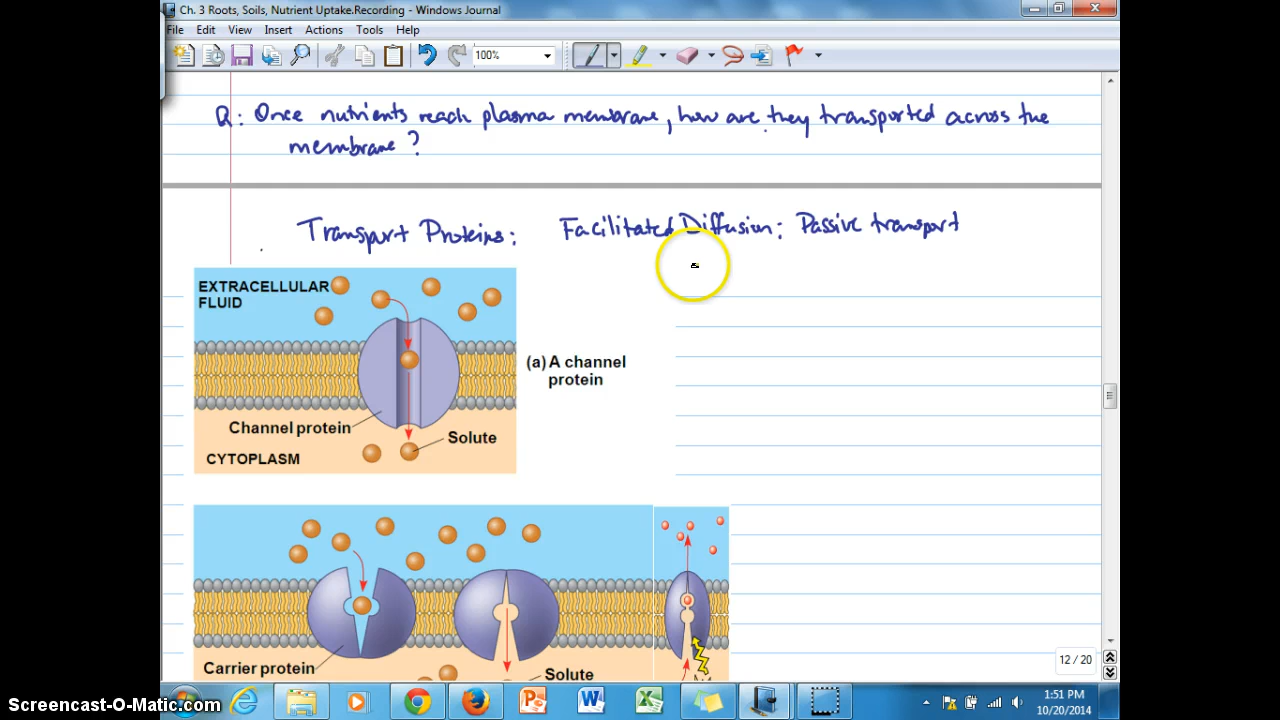 Ch. 3 Roots, Soils, Nutrient Uptake.Recording - Windows Journal
File Edit View Insert Actions Tools Help
100%
Q: Once nutrients reach plasma membrane, how are they transported across the
membrane?
Transport Proteins: Facilitated Diffusion: Passive transport
EXTRACELLULAR
FLUID
(a) A channel
protein
Channel protein
Solute
CYTOPLASM
Carrier protein
Solute
12 / 20
1:51 PM
10/20/2014
Screencast-O-Matic.com